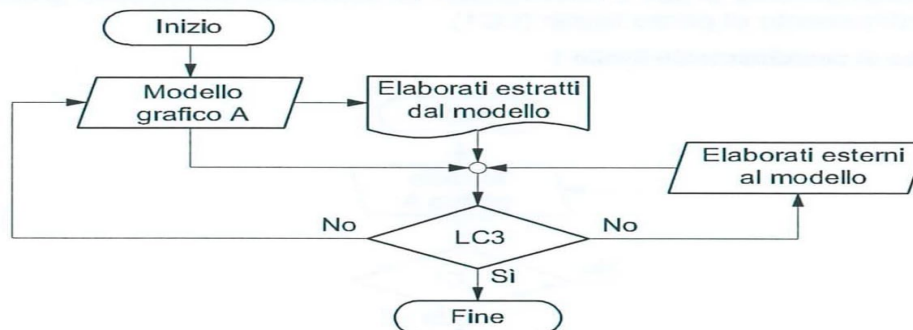 Inizio
Modello
grafico A
Elaborati estratti
dal modello
Elaborati esterni
al modello
No
LC3
No
Sì
Fine